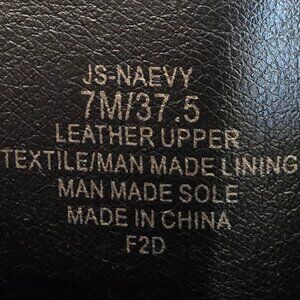 JS-NAEVY
7M/37.5
LEATHER UPPER
TEXTILE/MAN MADE LINING
MAN MADE SOLE
MADE IN CHINA
F2D